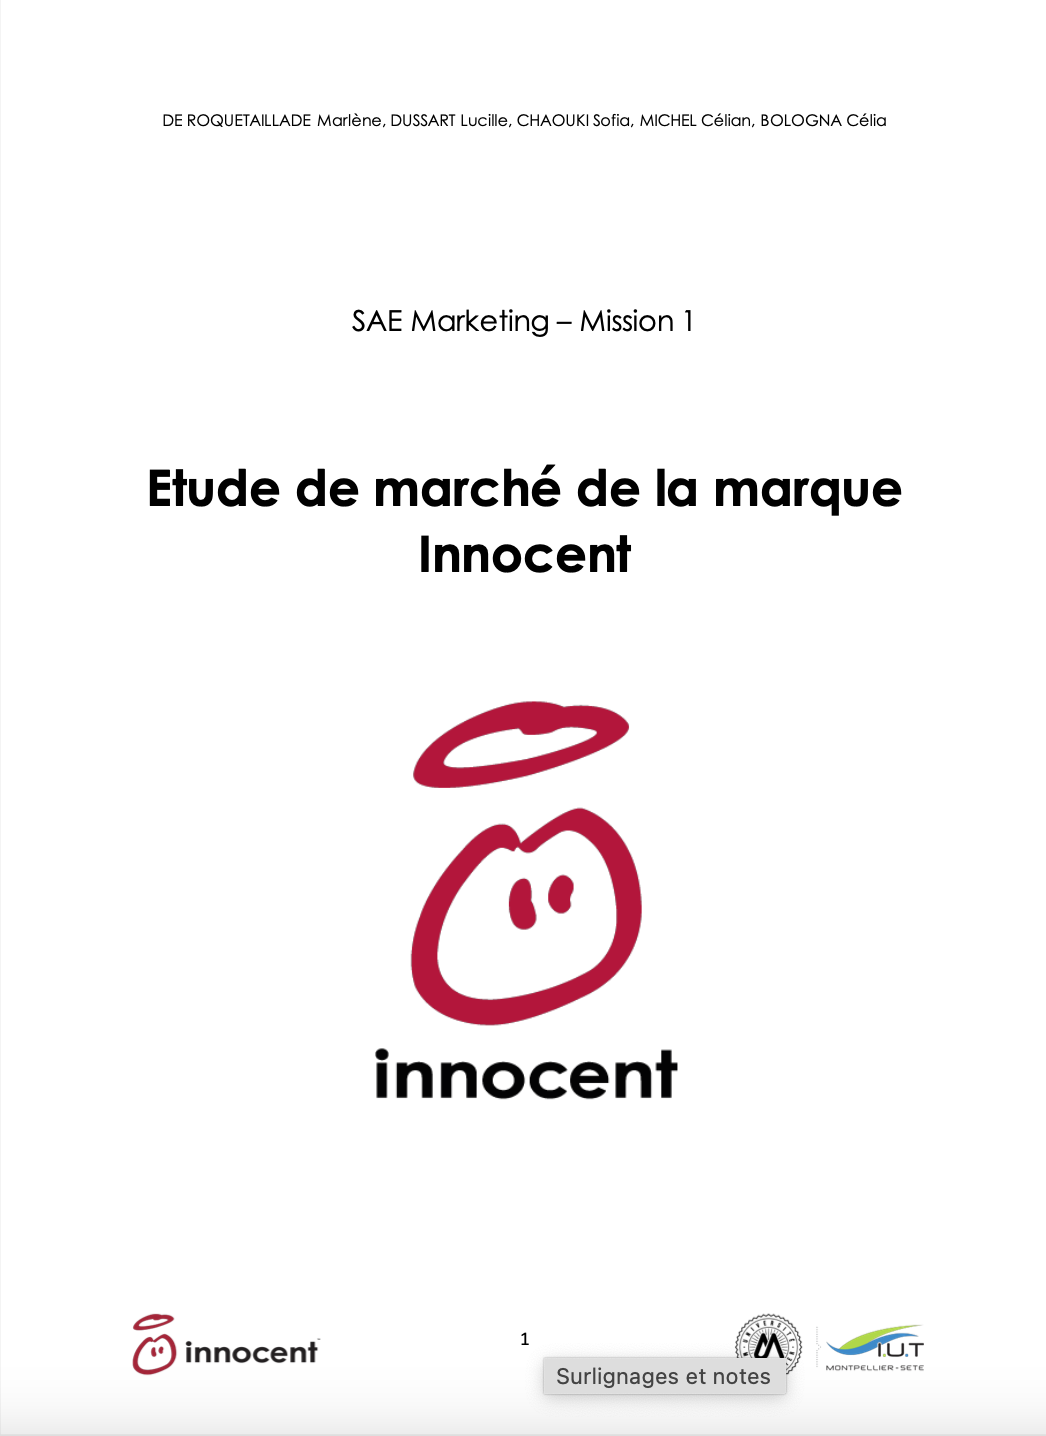 DE ROQUETAILLADE Marlène, DUSSART Lucille, CHAOUKI Sofia, MICHEL Célian, BOLOGNA Célia
SAE Marketing – Mission 1
Etude de marché de la marque
Innocent
innocent
innocent
1
UNIVERSITÉ
I.U.T
MONTPELLIER - SETE
Surlignages et notes